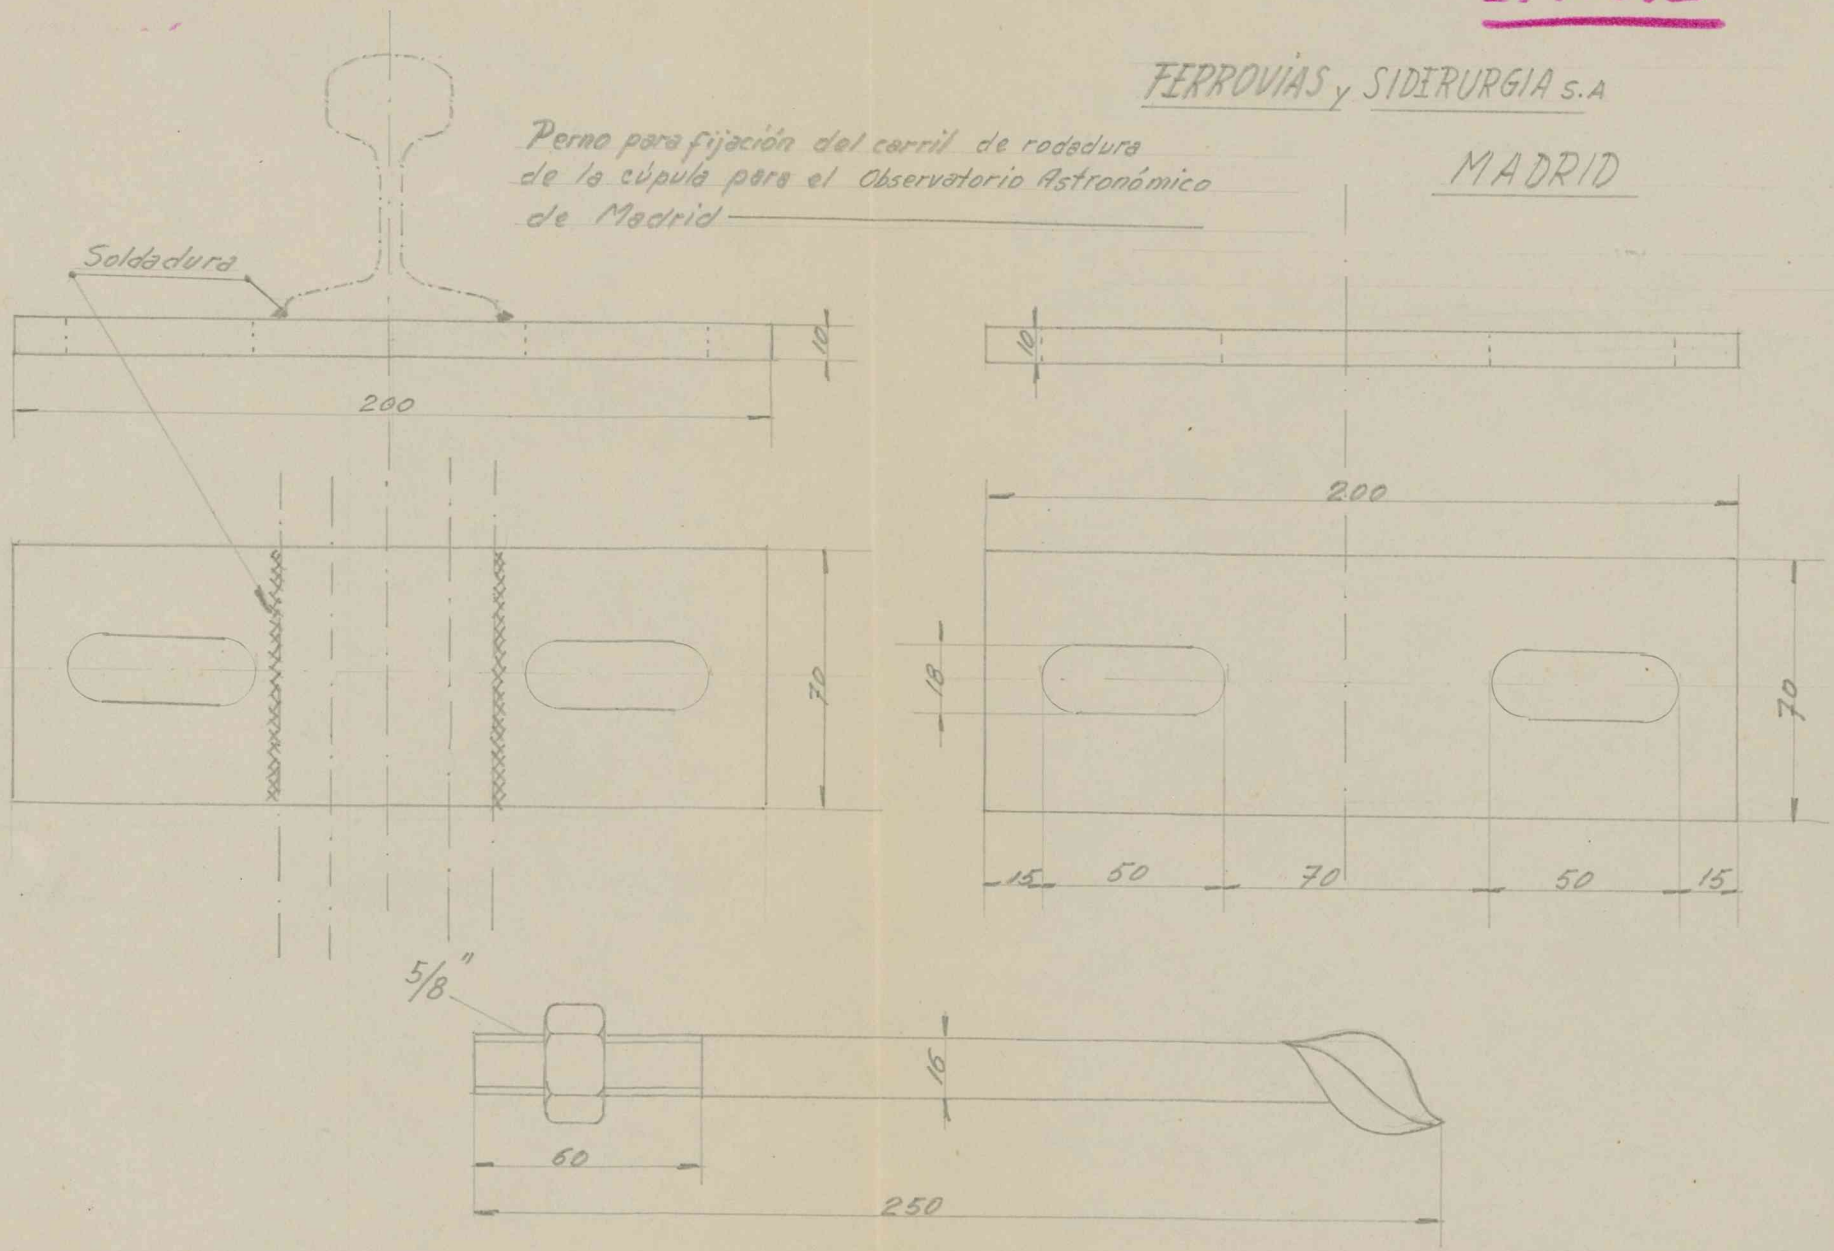 FERROVÍAS y SIDERURGIA S.A
MADRID
Perno para fijación del carril de rodadura
de la cúpula para el Observatorio Astronómico
de Madrid
Soldadura
10
10
200
200
70
18
70
15
50
70
50
15
5/8"
16
60
250